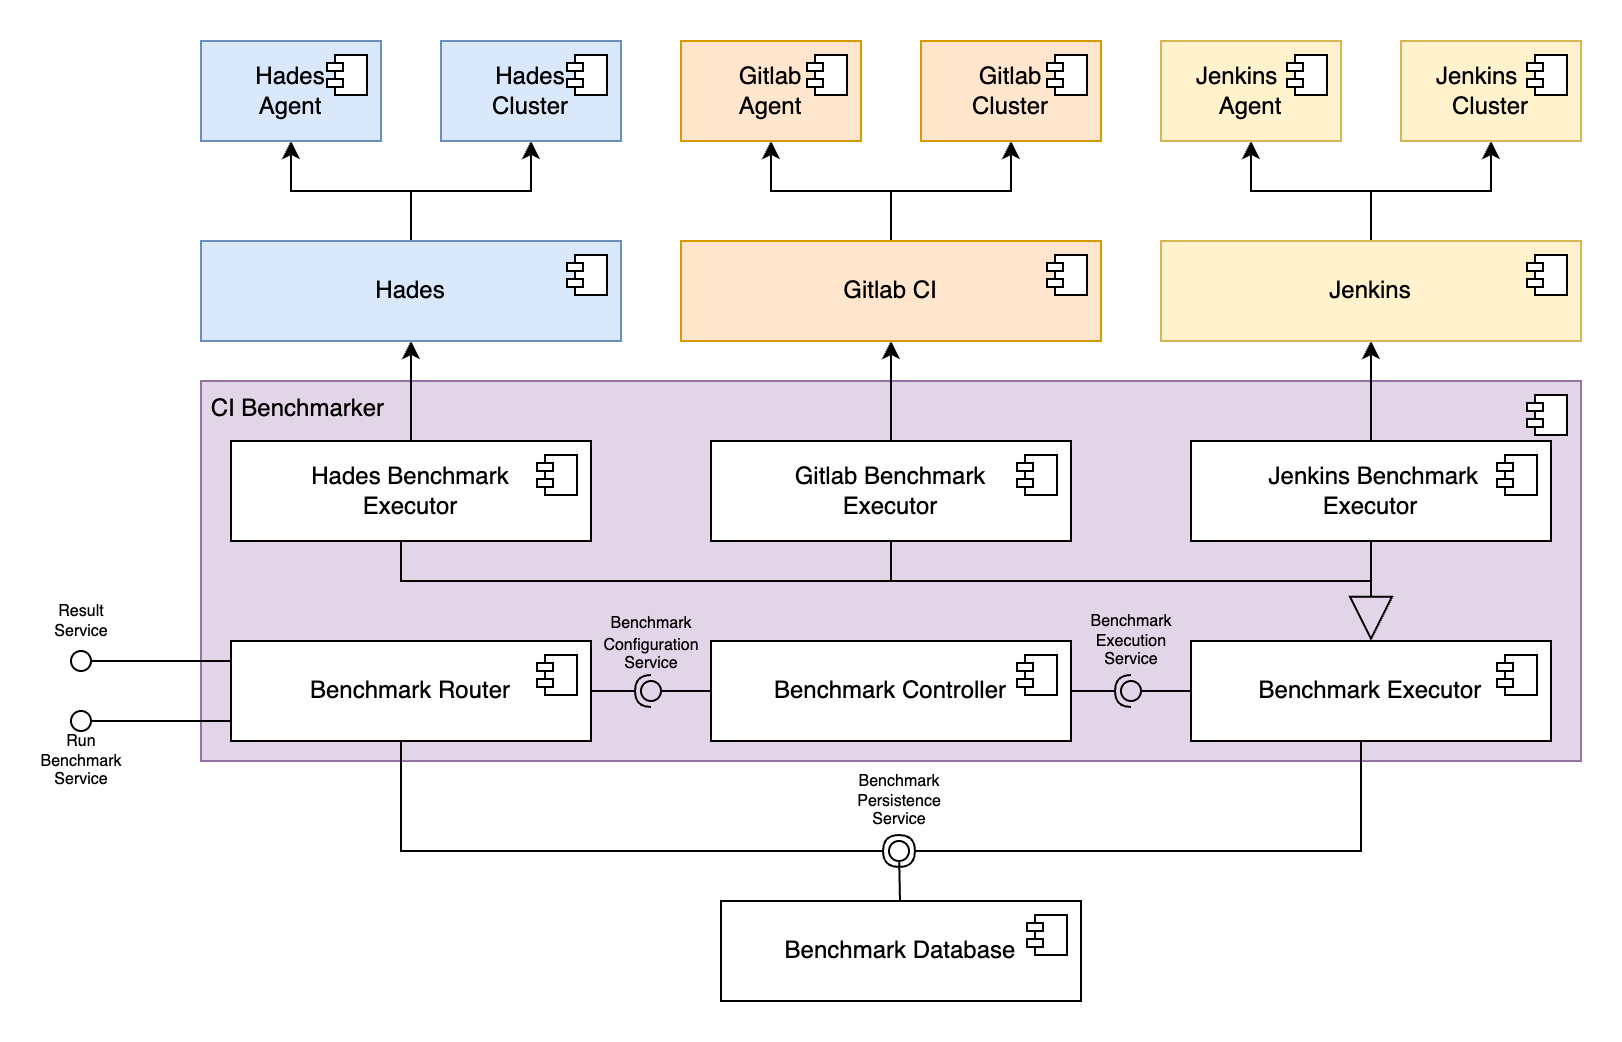 Hades
Agent
Hades
Cluster
Gitlab
Agent
Gitlab
Cluster
Jenkins
Agent
Jenkins
Cluster
Hades
Gitlab CI
Jenkins
CI Benchmarker
Hades Benchmark
Executor
Gitlab Benchmark
Executor
Jenkins Benchmark
Executor
Result
Service
Run
Benchmark
Service
Benchmark Router
Benchmark
Configuration
Service
Benchmark Controller
Benchmark
Execution
Service
Benchmark Executor
Benchmark
Persistence
Service
Benchmark Database